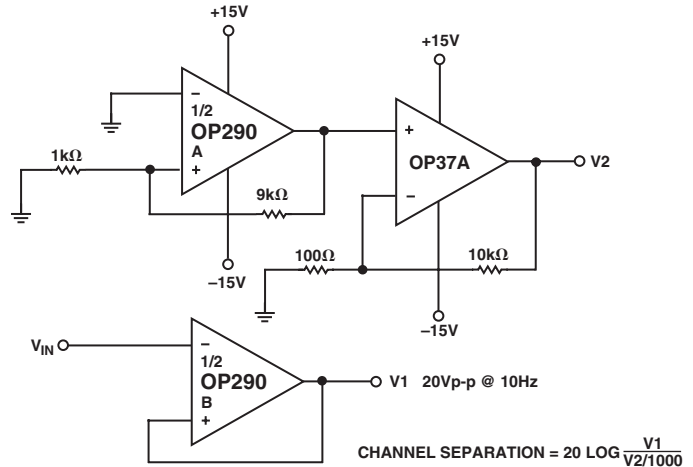 +15V
+15V
−
1/2
OP290
A
+
1kΩ
9kΩ
−15V
+
OP37A
−
V2
100Ω
10kΩ
−15V
VIN
−
1/2
OP290
B
+
V1 20Vp-p @ 10Hz
CHANNEL SEPARATION = 20 LOG V1
V2/1000